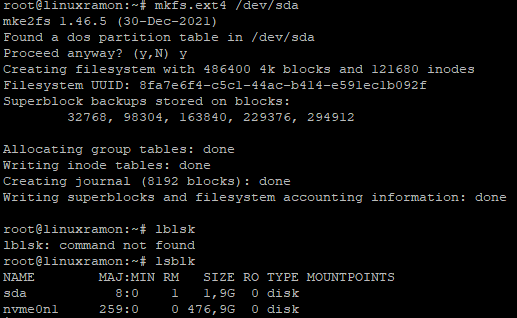 root@linuxramon:~# mkfs.ext4 /dev/sda
mke2fs 1.46.5 (30-Dec-2021)
Found a dos partition table in /dev/sda
Proceed anyway? (y,N) y
Creating filesystem with 486400 4k blocks and 121680 inodes
Filesystem UUID: 8fa7e6f4-c5c1-44ac-b414-e591ec1b092f
Superblock backups stored on blocks:
        32768, 98304, 163840, 229376, 294912

Allocating group tables: done
Writing inode tables: done
Creating journal (8192 blocks): done
Writing superblocks and filesystem accounting information: done

root@linuxramon:~# lblsk
lblsk: command not found
root@linuxramon:~# lsblk
NAME        MAJ:MIN RM   SIZE RO TYPE MOUNTPOINTS
sda           8:0    1   1,9G  0 disk
nvme0n1     259:0    0 476,9G  0 disk